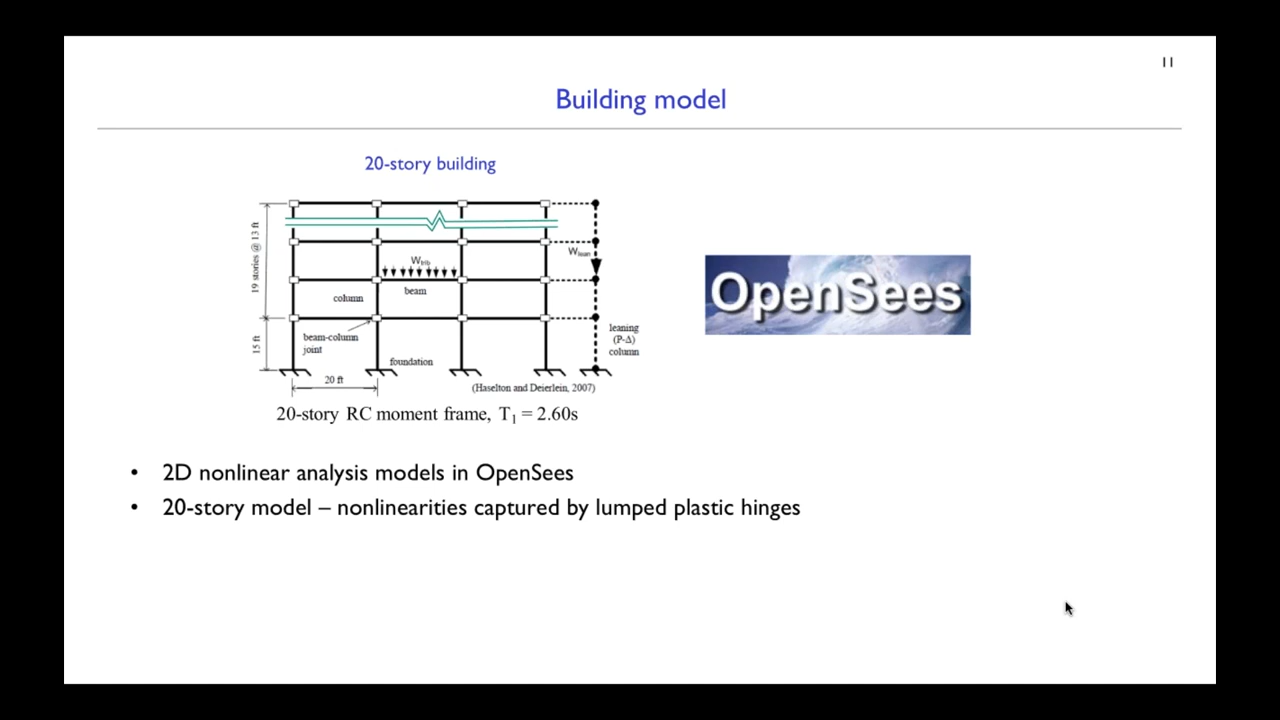 11
Building model
20-story building
19 stories @ 13 ft
15 ft
W trib
W lean
column
beam
beam-column
joint
foundation
leaning
(P-Δ)
column
20 ft
(Haselton and Deierlein, 2007)
20-story RC moment frame, T1 = 2.60s
OpenSees
• 2D nonlinear analysis models in OpenSees
• 20-story model – nonlinearities captured by lumped plastic hinges